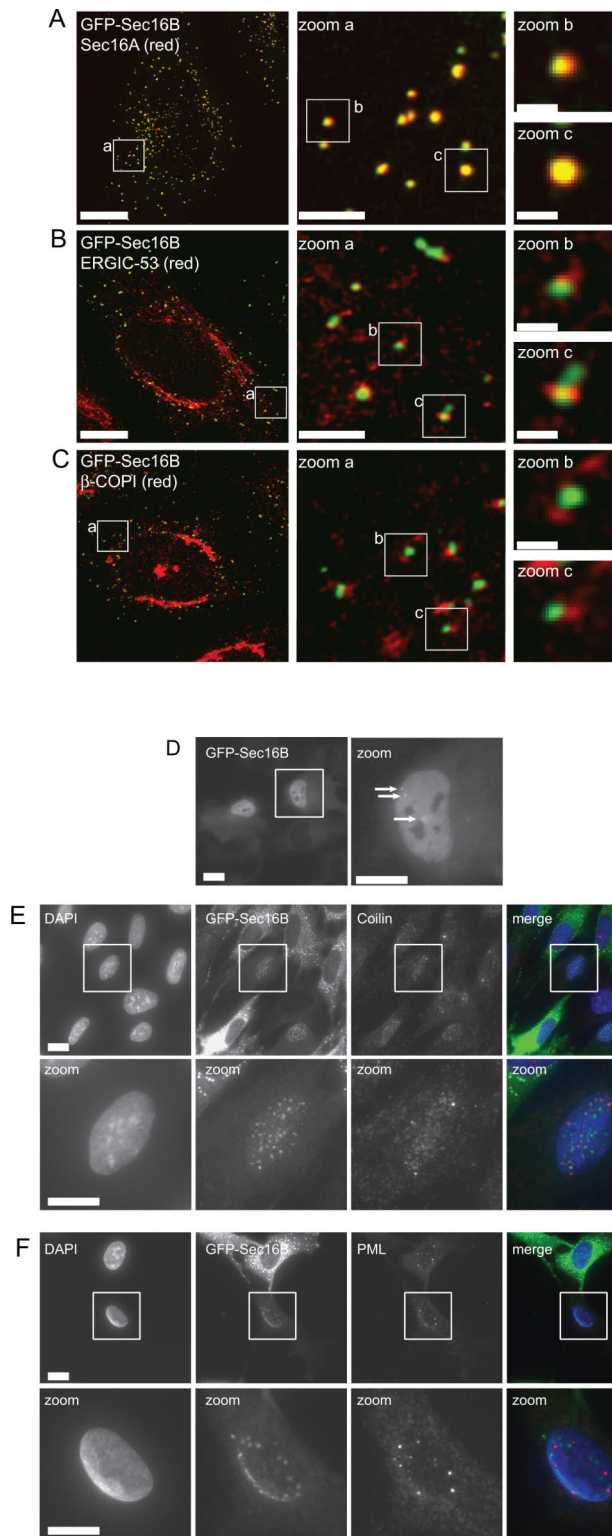 A
GFP-Sec16B
Sec16A (red)
a
zoom a
b
c
zoom b
zoom c
B
GFP-Sec16B
ERGIC-53 (red)
a
zoom a
b
c
zoom b
zoom c
C
GFP-Sec16B
β-COPI (red)
a
zoom a
b
c
zoom b
zoom c
D
GFP-Sec16B
zoom
E
DAPI
GFP-Sec16B
Coilin
merge
zoom
zoom
zoom
zoom
F
DAPI
GFP-Sec16B
PML
merge
zoom
zoom
zoom
zoom